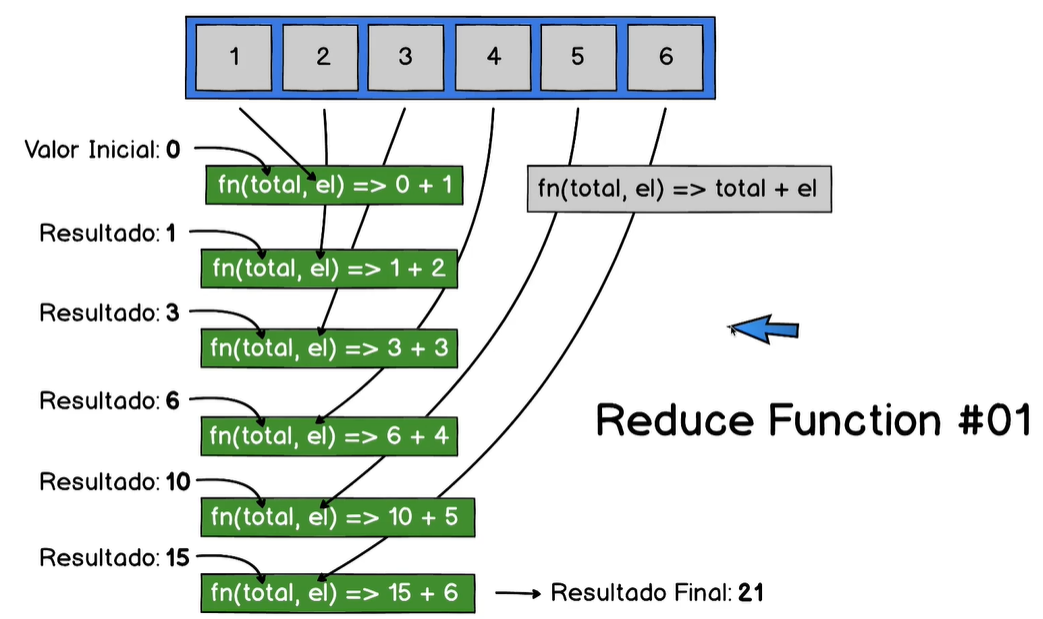 1 2 3 4 5 6
Valor Inicial: 0
fn(total, el) => 0 + 1
fn(total, el) => total + el
Resultado: 1
fn(total, el) => 1 + 2
Resultado: 3
fn(total, el) => 3 + 3
Resultado: 6
fn(total, el) => 6 + 4
Reduce Function #01
Resultado: 10
fn(total, el) => 10 + 5
Resultado: 15
fn(total, el) => 15 + 6
Resultado Final: 21